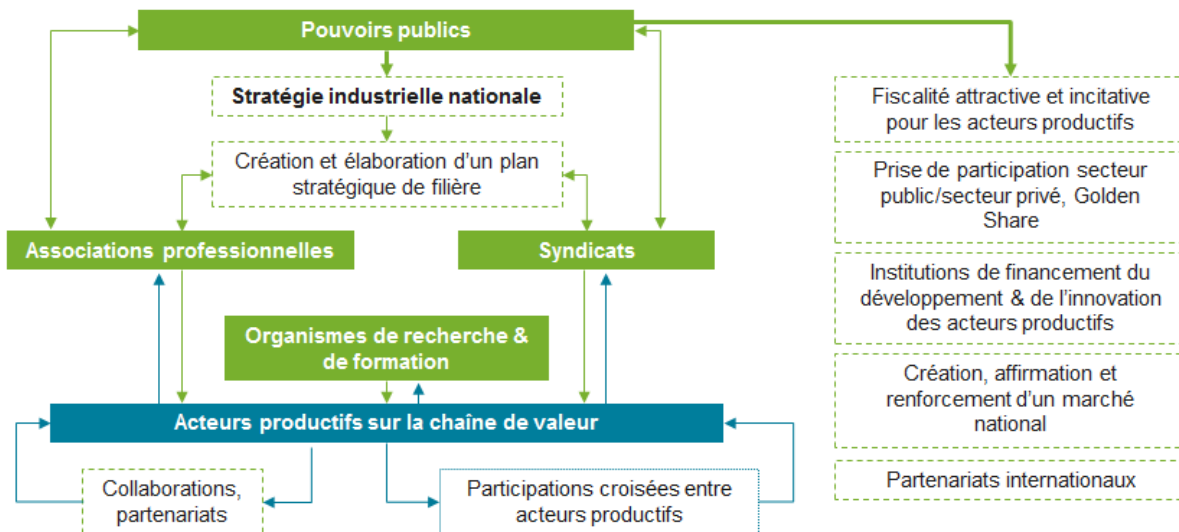 Pouvoirs publics
Stratégie industrielle nationale
Création et élaboration d'un plan
stratégique de filière
Associations professionnelles
Syndicats
Organismes de recherche &
de formation
Acteurs productifs sur la chaîne de valeur
Collaborations,
partenariats
Participations croisées entre
acteurs productifs
Fiscalité attractive et incitative
pour les acteurs productifs
Prise de participation secteur
public/secteur privé, Golden
Share
Institutions de financement du
développement & de l'innovation
des acteurs productifs
Création, affirmation et
renforcement d'un marché
national
Partenariats internationaux